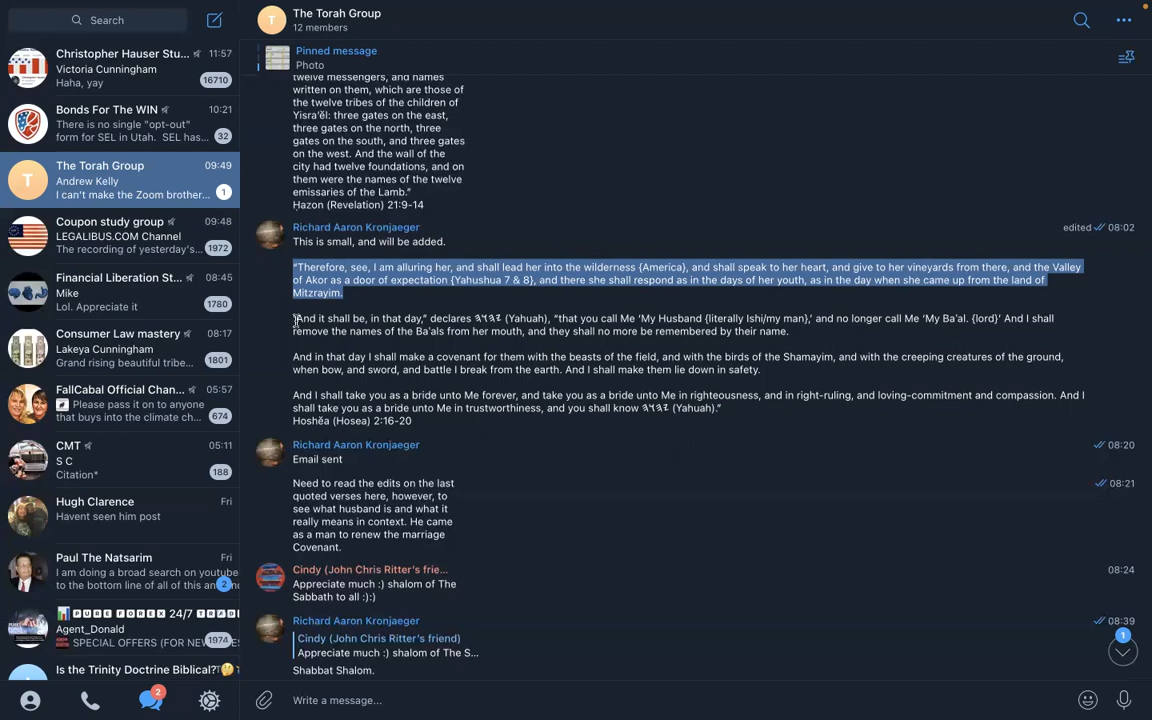 Search
Christopher Hauser Stu... 11:57
Victoria Cunningham
Haha, yay 16710
Bonds For The WIN 10:21
There is no single "opt-out"
form for SEL in Utah. SEL has... 32
The Torah Group 09:49
Andrew Kelly
I can't make the Zoom brother... 1
Coupon study group 09:48
LEGALIBUS.COM Channel
The recording of yesterday's... 1972
Financial Liberation St... 08:45
Mike
Lol. Appreciate it 1780
Consumer Law mastery 08:17
Lakeya Cunningham
Grand rising beautiful tribe... 1801
FallCabal Official Chan... 05:57
Please pass it on to anyone
that buys into the climate ch... 674
CMT 05:11
S C
Citation* 188
Hugh Clarence Fri
Havent seen him post
Paul The Natsarim Fri
I am doing a broad search on youtube
to the bottom line of all of this an 2
PURE FOREX 24/7 TRAD
Agent_Donald
SPECIAL OFFERS (FOR NEW 1974
Is the Trinity Doctrine Biblical?
2
T The Torah Group
12 members
Pinned message
Photo
twelve messengers, and names
written on them, which are those of
the twelve tribes of the children of
Yisra'ĕl: three gates on the east,
three gates on the north, three
gates on the south, and three gates
on the west. And the wall of the
city had twelve foundations, and on
them were the names of the twelve
emissaries of the Lamb."
Ḥazon (Revelation) 21:9-14
Richard Aaron Kronjaeger edited 08:02
This is small, and will be added.
"Therefore, see, I am alluring her, and shall lead her into the wilderness {America}, and shall speak to her heart, and give to her vineyards from there, and the Valley
of Akor as a door of expectation {Yahushua 7 & 8}, and there she shall respond as in the days of her youth, as in the day when she came up from the land of
Mitzrayim.
"And it shall be, in that day," declares 𐤉𐤄𐤅𐤄 (Yahuah), "that you call Me 'My Husband {literally Ishi/my man},' and no longer call Me 'My Ba'al. {lord}' And I shall
remove the names of the Ba'als from her mouth, and they shall no more be remembered by their name.
And in that day I shall make a covenant for them with the beasts of the field, and with the birds of the Shamayim, and with the creeping creatures of the ground,
when bow, and sword, and battle I break from the earth. And I shall make them lie down in safety.
And I shall take you as a bride unto Me forever, and take you as a bride unto Me in righteousness, and in right-ruling, and loving-commitment and compassion. And I
shall take you as a bride unto Me in trustworthiness, and you shall know 𐤉𐤄𐤅𐤄 (Yahuah)."
Hoshĕa (Hosea) 2:16-20
Richard Aaron Kronjaeger 08:20
Email sent
Need to read the edits on the last 08:21
quoted verses here, however, to
see what husband is and what it
really means in context. He came
as a man to renew the marriage
Covenant.
Cindy (John Chris Ritter's frie... 08:24
Appreciate much :) shalom of The
Sabbath to all :):)
Richard Aaron Kronjaeger 08:39
Cindy (John Chris Ritter's friend)
Appreciate much :) shalom of The S...
Shabbat Shalom.
1
Write a message...